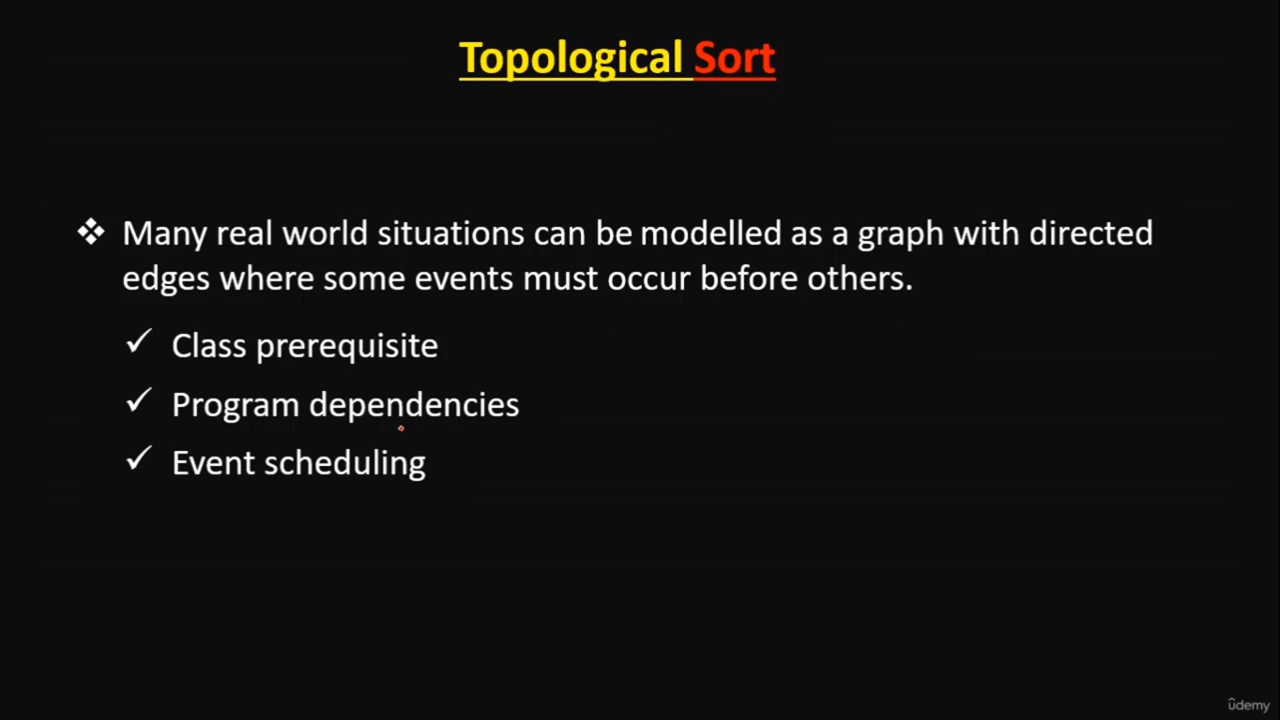 Topological Sort
❖ Many real world situations can be modelled as a graph with directed
edges where some events must occur before others.
✓ Class prerequisite
✓ Program dependencies
✓ Event scheduling
ûdemy